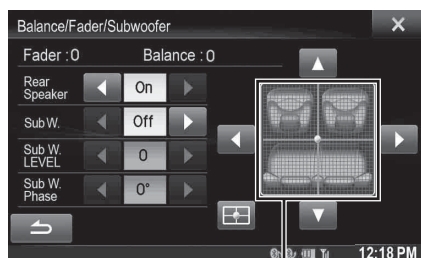 Balance/Fader/Subwoofer
Fader : 0 Balance : 0
Rear Speaker On
Sub W. Off
Sub W. LEVEL 0
Sub W. Phase 0°
12:18 PM